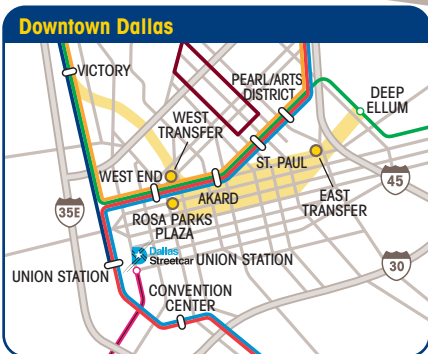 Downtown Dallas
VICTORY
PEARL/ARTS
DISTRICT
DEEP
ELLUM
WEST
TRANSFER
WEST END
ST. PAUL
45
AKARD
EAST
TRANSFER
35E
ROSA PARKS
PLAZA
Dallas
Streetcar
UNION STATION
UNION STATION
30
CONVENTION
CENTER